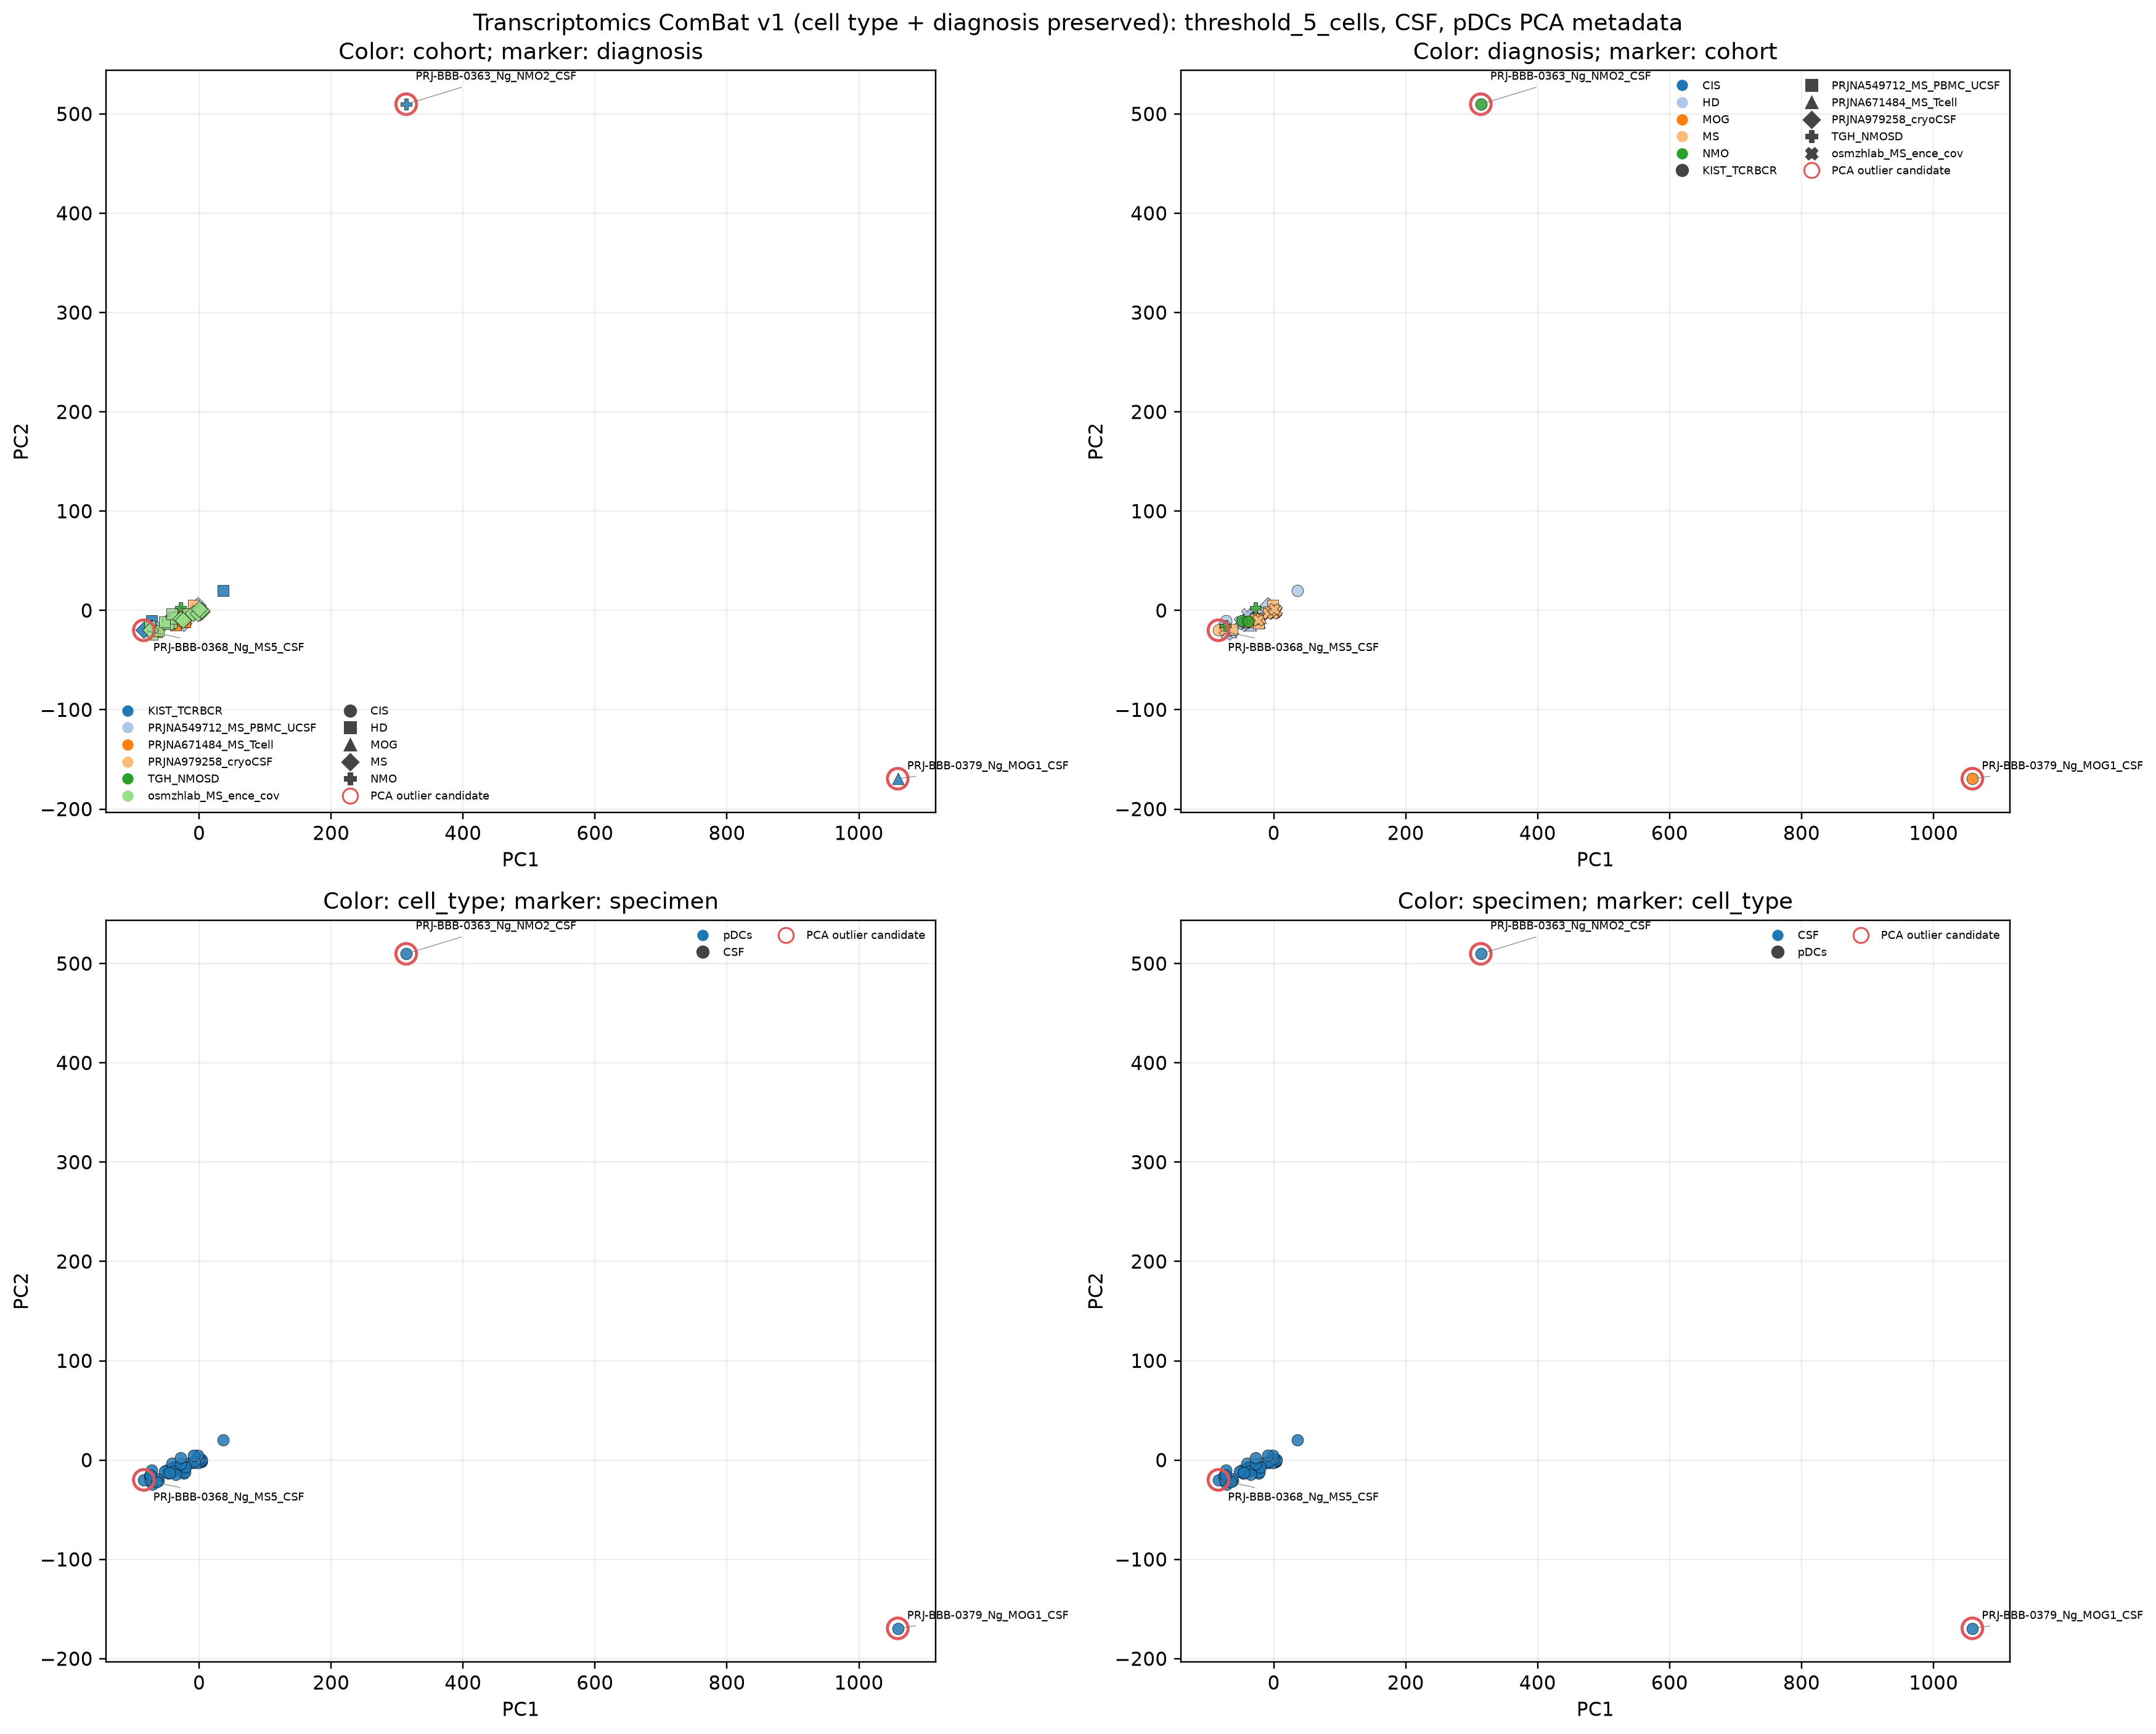 Transcriptomics ComBat v1 (cell type + diagnosis preserved): threshold_5_cells, CSF, pDCs PCA metadata
Color: cohort; marker: diagnosis
PRJ-BBB-0363_Ng_NMO2_CSF
500
400
300
200
100
0
−100
−200
PC2
PRJ-BBB-0368_Ng_MS5_CSF
KIST_TCRBCR
PRJNA549712_MS_PBMC_UCSF
PRJNA671484_MS_Tcell
PRJNA979258_cryoCSF
TGH_NMOSD
osmzhlab_MS_ence_cov
CIS
HD
MOG
MS
NMO
PCA outlier candidate
PRJ-BBB-0379_Ng_MOG1_CSF
0 200 400 600 800 1000
PC1
Color: diagnosis; marker: cohort
PRJ-BBB-0363_Ng_NMO2_CSF
CIS
HD
MOG
MS
NMO
KIST_TCRBCR
PRJNA549712_MS_PBMC_UCSF
PRJNA671484_MS_Tcell
PRJNA979258_cryoCSF
TGH_NMOSD
osmzhlab_MS_ence_cov
PCA outlier candidate
500
400
300
200
100
0
−100
−200
PC2
PRJ-BBB-0368_Ng_MS5_CSF
PRJ-BBB-0379_Ng_MOG1_CSF
0 200 400 600 800 1000
PC1
Color: cell_type; marker: specimen
PRJ-BBB-0363_Ng_NMO2_CSF
pDCs
CSF
PCA outlier candidate
500
400
300
200
100
0
−100
−200
PC2
PRJ-BBB-0368_Ng_MS5_CSF
PRJ-BBB-0379_Ng_MOG1_CSF
0 200 400 600 800 1000
PC1
Color: specimen; marker: cell_type
PRJ-BBB-0363_Ng_NMO2_CSF
CSF
pDCs
PCA outlier candidate
500
400
300
200
100
0
−100
−200
PC2
PRJ-BBB-0368_Ng_MS5_CSF
PRJ-BBB-0379_Ng_MOG1_CSF
0 200 400 600 800 1000
PC1